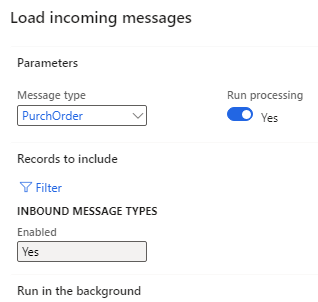 Load incoming messages
Parameters
Message type
Run processing
PurchOrder
Yes
Records to include
Filter
INBOUND MESSAGE TYPES
Enabled
Yes
Run in the background